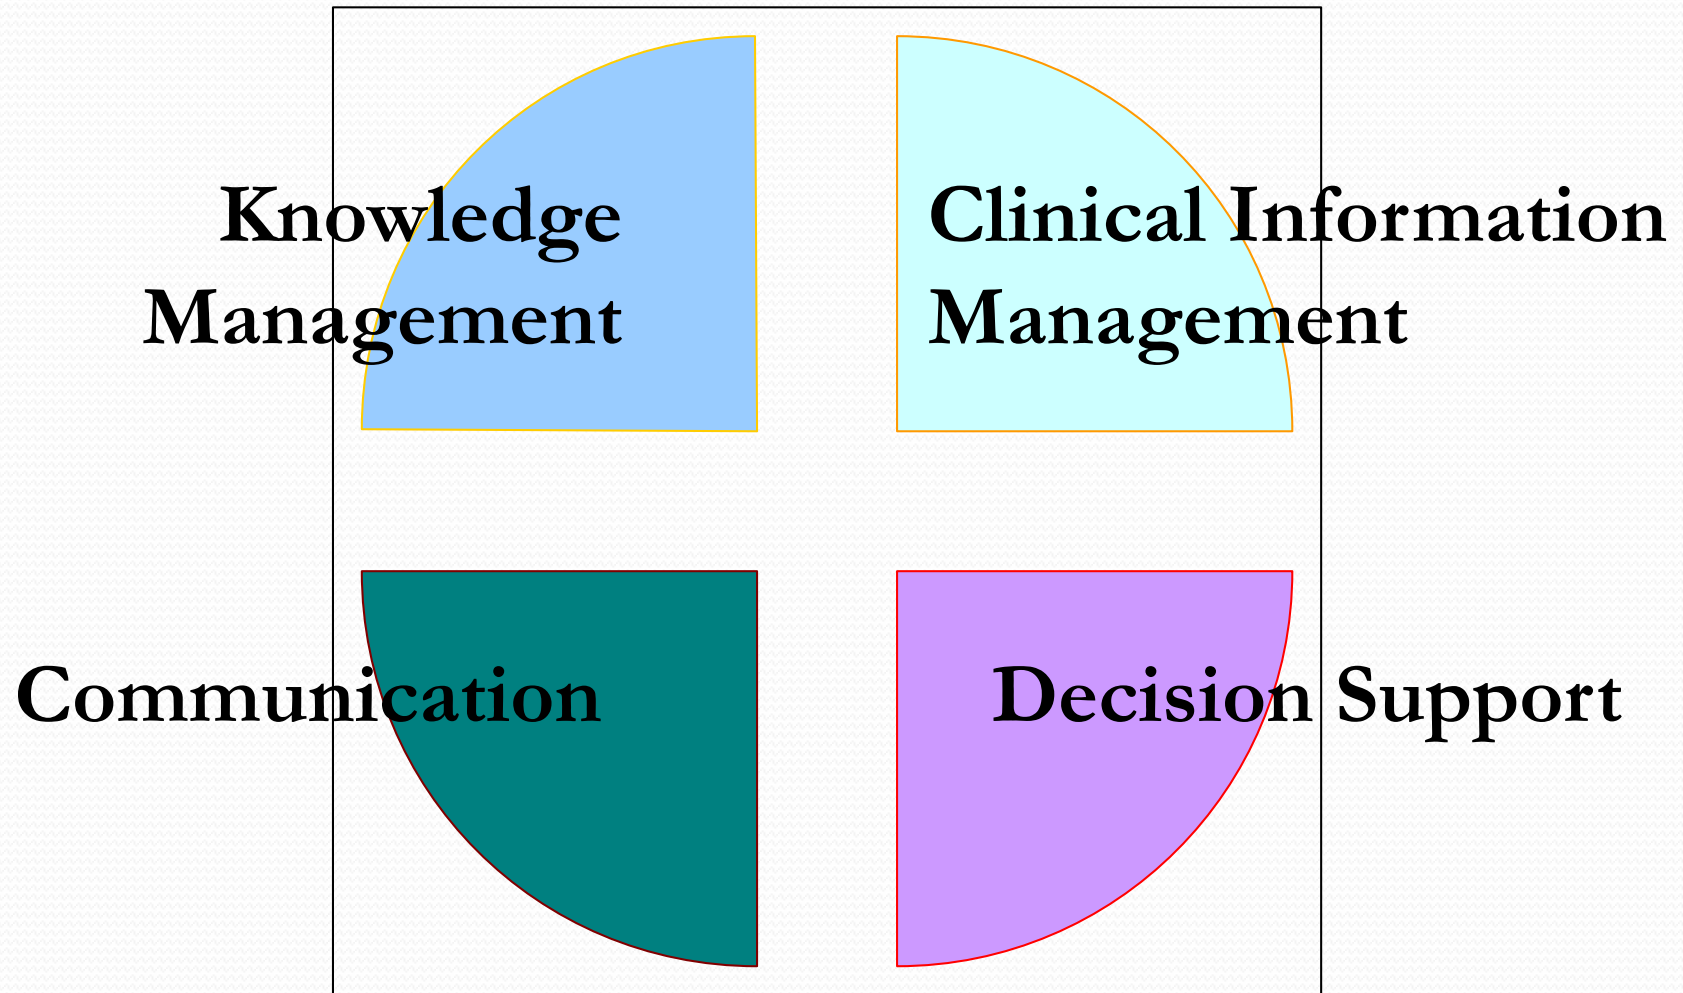 Knowledge
Management
Clinical Information
Management
Communication
Decision Support